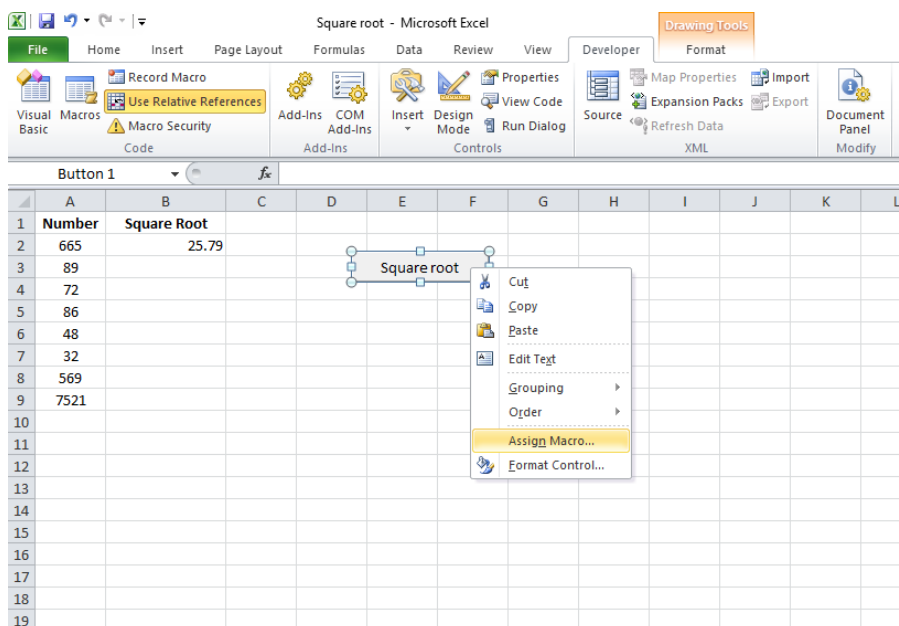 Square root - Microsoft Excel
Drawing Tools
File Home Insert Page Layout Formulas Data Review View Developer Format
Visual Basic
Macros
Record Macro
Use Relative References
Macro Security
Code
Add-Ins
COM Add-Ins
Add-Ins
Insert
Design Mode
Properties
View Code
Run Dialog
Controls
Source
Map Properties
Expansion Packs
Refresh Data
Import
Export
XML
Document Panel
Modify
Button 1 fx
A B C D E F G H I J K L
1 Number Square Root
2 665 25.79
3 89
4 72
5 86
6 48
7 32
8 569
9 7521
10
11
12
13
14
15
16
17
18
19
Square root
Cut
Copy
Paste
Edit Text
Grouping
Order
Assign Macro...
Format Control...